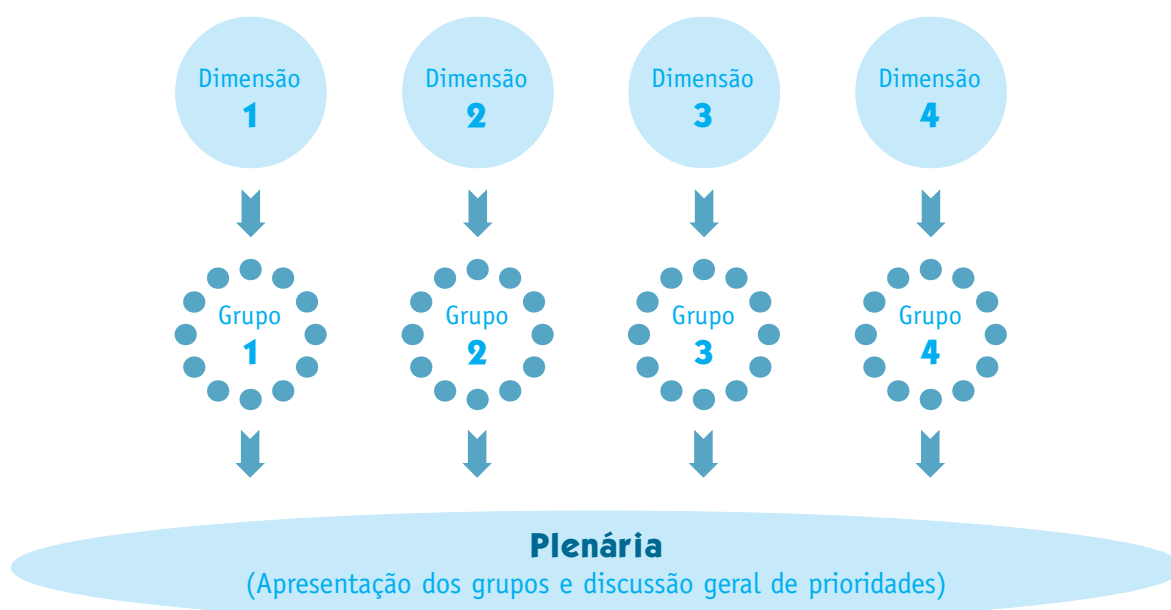 Dimensão
1
Dimensão
2
Dimensão
3
Dimensão
4
Grupo
1
Grupo
2
Grupo
3
Grupo
4
Plenária
(Apresentação dos grupos e discussão geral de prioridades)